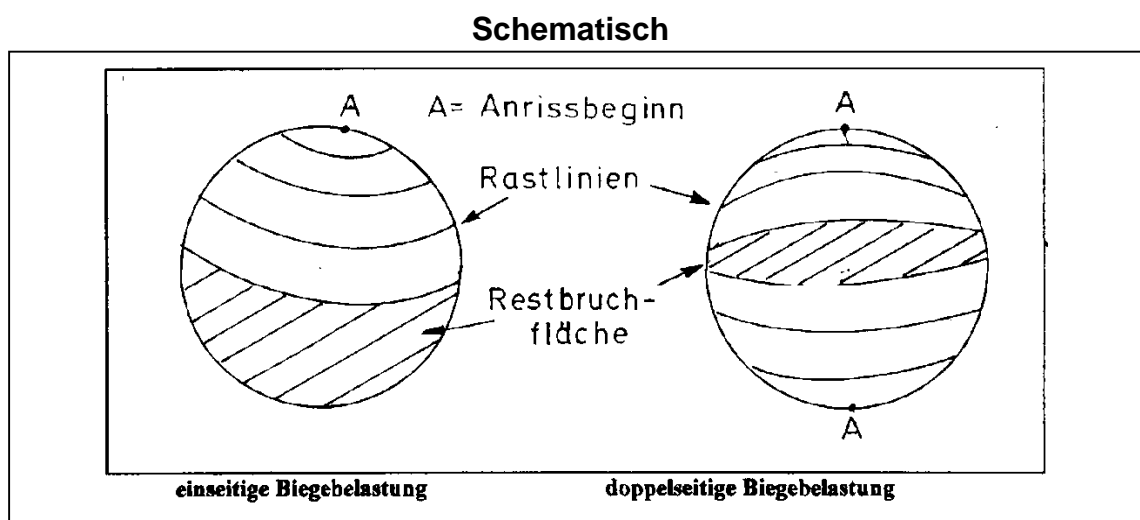 Schematisch
A
A= Anrissbeginn
A
Rastlinien
Restbruch-
fläche
A
einseitige Biegebelastung
doppelseitige Biegebelastung